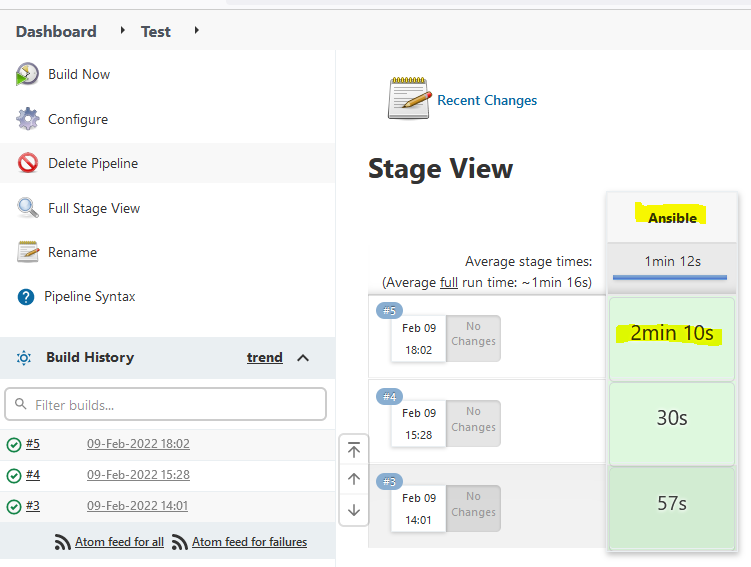 Dashboard
Test
Build Now
Configure
Delete Pipeline
Full Stage View
Rename
Pipeline Syntax
Build History
trend
Filter builds...
#5 09-Feb-2022 18:02
#4 09-Feb-2022 15:28
#3 09-Feb-2022 14:01
Atom feed for all
Atom feed for failures
Recent Changes
Stage View
Ansible
Average stage times:
(Average full run time: ~1min 16s)
1min 12s
#5
Feb 09
18:02
No
Changes
2min 10s
#4
Feb 09
15:28
No
Changes
30s
#3
Feb 09
14:01
No
Changes
57s